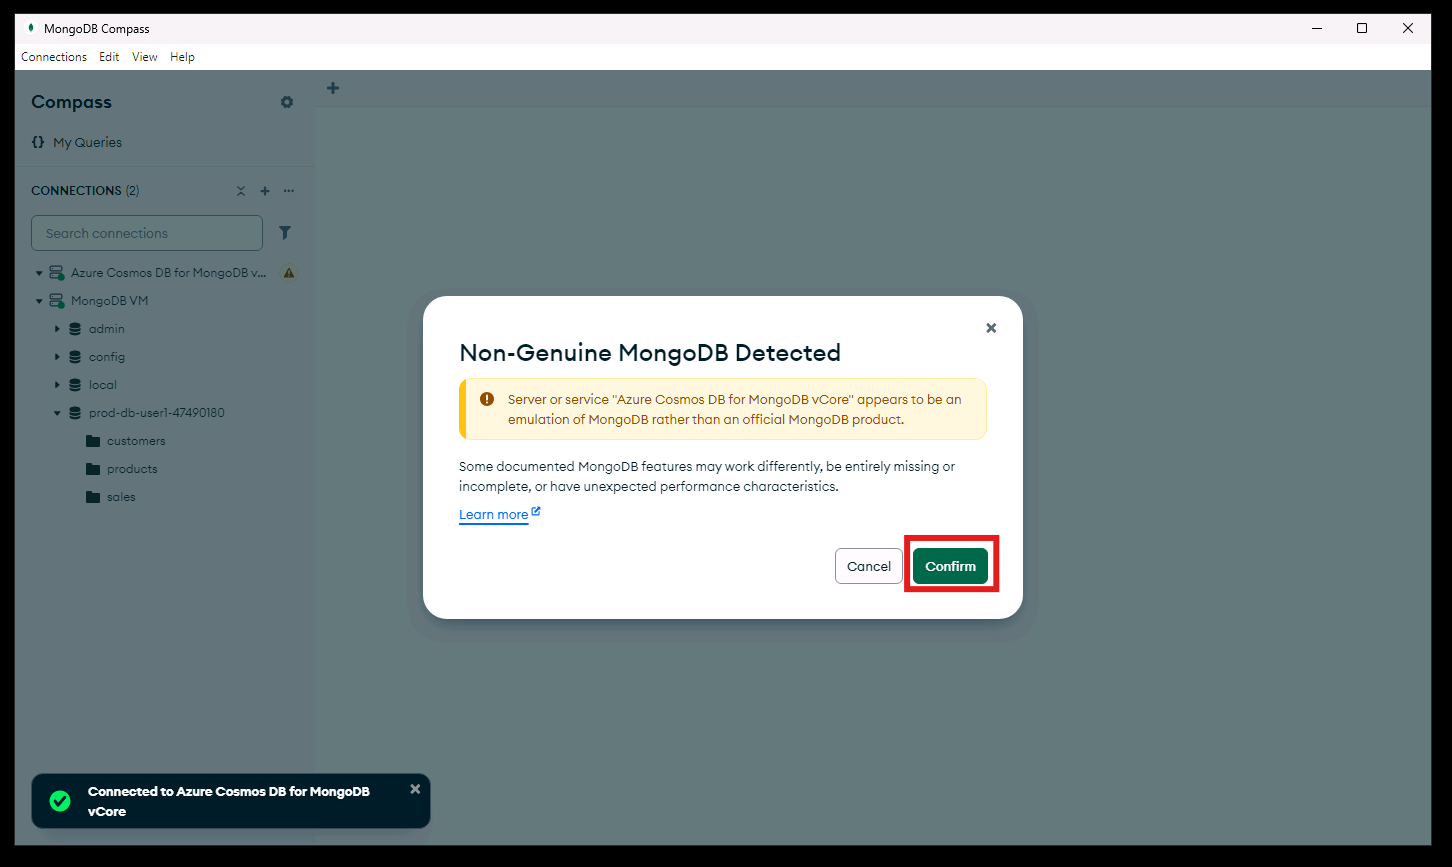 MongoDB Compass
Connections Edit View Help
Compass
My Queries
CONNECTIONS (2)
Search connections
Azure Cosmos DB for MongoDB v...
MongoDB VM
admin
config
local
prod-db-user1-47490180
customers
products
sales
Non-Genuine MongoDB Detected
Server or service "Azure Cosmos DB for MongoDB vCore" appears to be an
emulation of MongoDB rather than an official MongoDB product.
Some documented MongoDB features may work differently, be entirely missing or
incomplete, or have unexpected performance characteristics.
Learn more
Cancel Confirm
Connected to Azure Cosmos DB for MongoDB
vCore